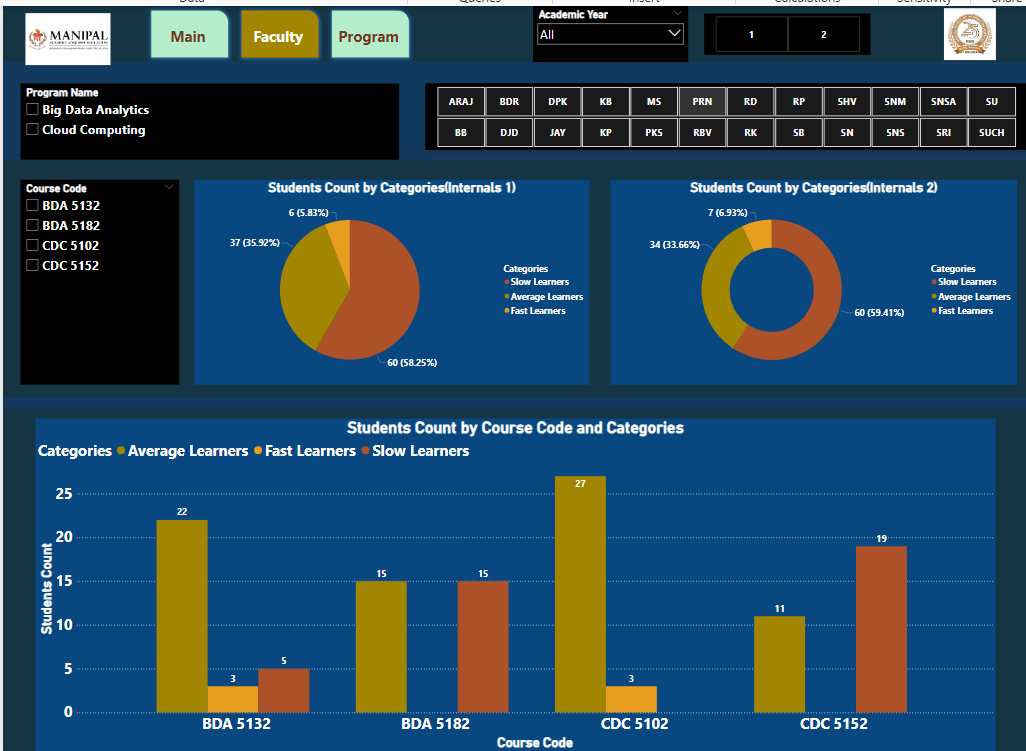 MANIPAL
Main
Faculty
Program
Academic Year
All
1
2
25
Program Name
Big Data Analytics
Cloud Computing
ARAJ BDR DPK KB MS PRN RD RP SHV SNM SNSA SU
BB DJD JAY KP PKS RBV RK SB SN SNS SRI SUCH
Course Code
BDA 5132
BDA 5182
CDC 5102
CDC 5152
Students Count by Categories(Internals 1)
6 (5.83%)
37 (35.92%)
60 (58.25%)
Categories
Slow Learners
Average Learners
Fast Learners
Students Count by Categories(Internals 2)
7 (6.93%)
34 (33.66%)
60 (59.41%)
Categories
Slow Learners
Average Learners
Fast Learners
Students Count by Course Code and Categories
Categories Average Learners Fast Learners Slow Learners
Students Count
25
20
15
10
5
0
22
3
5
15
15
27
3
11
19
BDA 5132
BDA 5182
CDC 5102
CDC 5152
Course Code